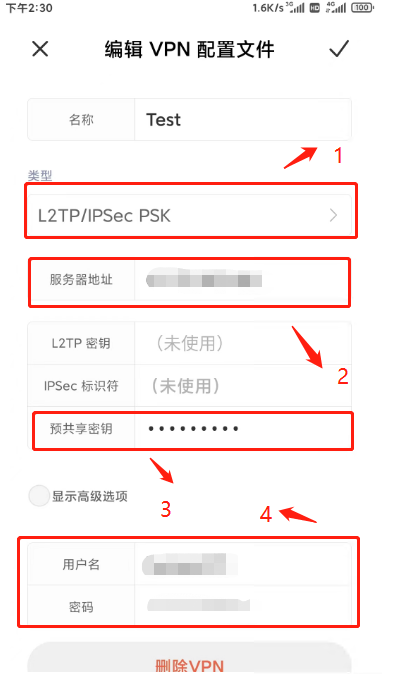 下午2:30 1.6K/s 5G HD 4G 100
编辑 VPN 配置文件
名称 Test
1
类型
L2TP/IPSec PSK
服务器地址
L2TP 密钥 （未使用）
2
IPSec 标识符 （未使用）
预共享密钥 •••••••••
显示高级选项
3
4
用户名
密码
删除VPN